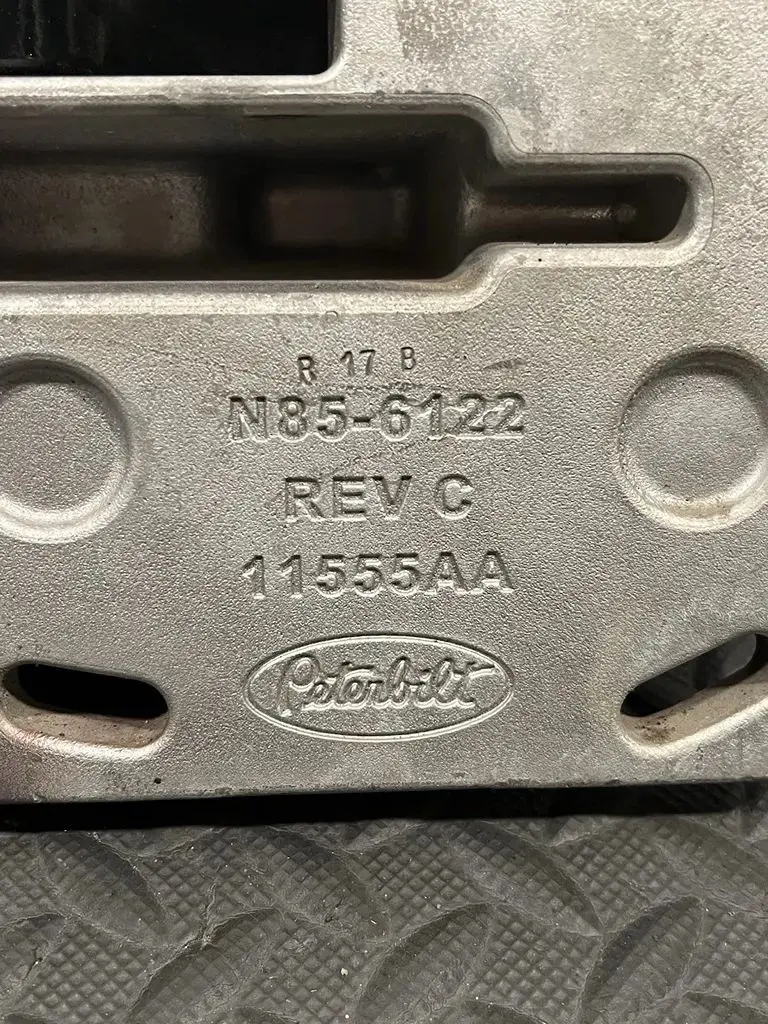 R 17 B
N85-6122
REV C
11555AA
Peterbilt